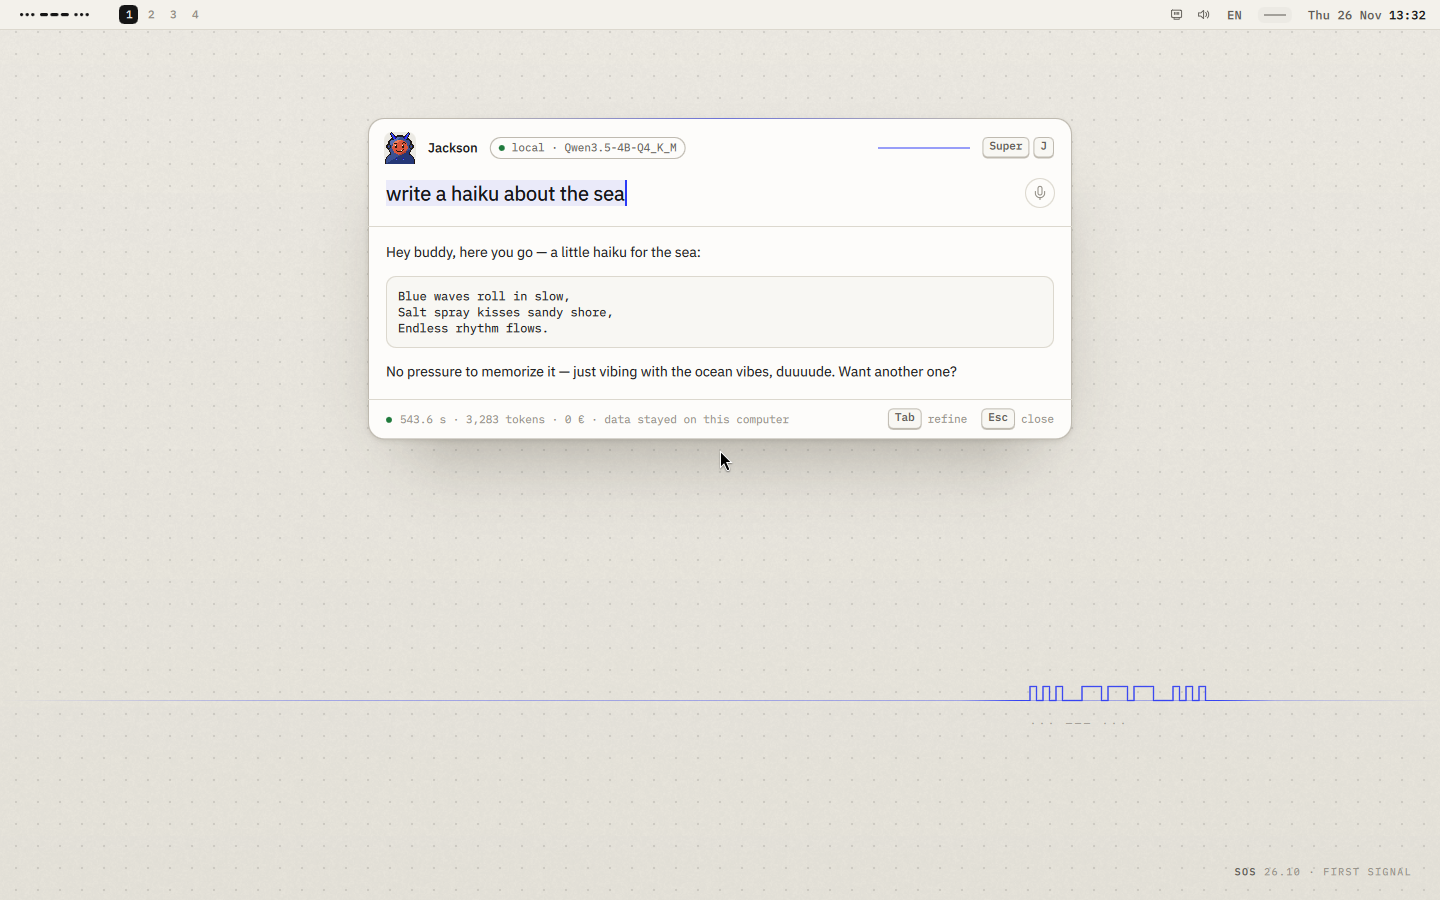 1 2 3 4
EN
Thu 26 Nov 13:32
Jackson
local · Qwen3.5-4B-Q4_K_M
Super J
write a haiku about the sea
Hey buddy, here you go — a little haiku for the sea:
Blue waves roll in slow,
Salt spray kisses sandy shore,
Endless rhythm flows.
No pressure to memorize it — just vibing with the ocean vibes, duuuude. Want another one?
543.6 s · 3,283 tokens · 0 € · data stayed on this computer
Tab refine Esc close
··· −−− ···
SOS 26.10 · FIRST SIGNAL